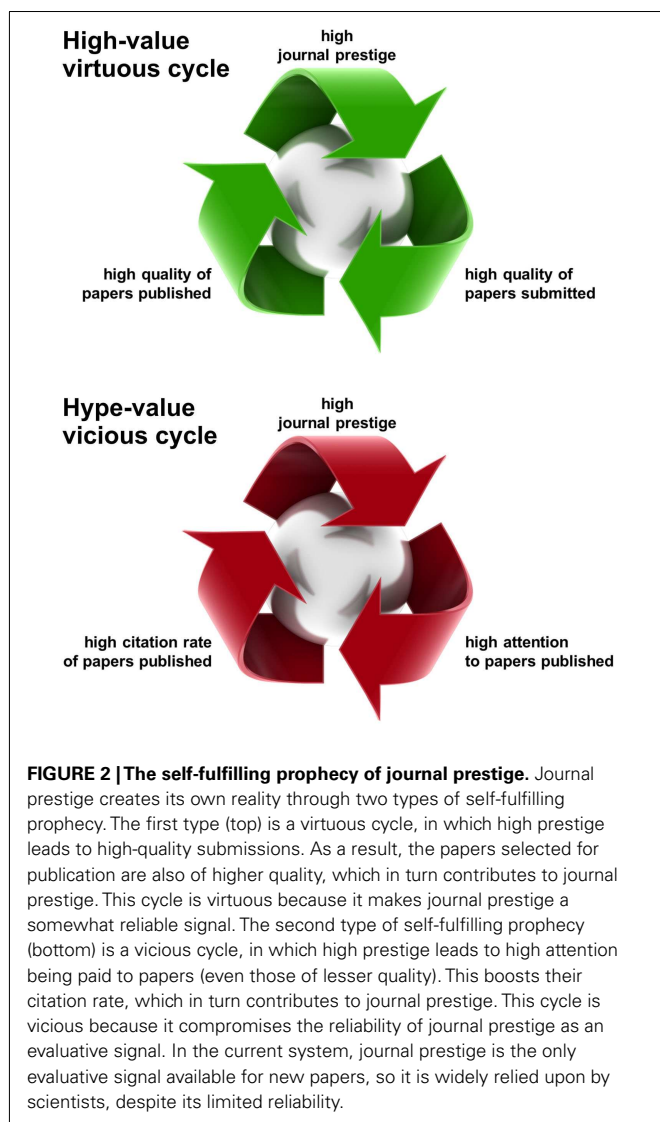 High-value
virtuous cycle
high
journal prestige
high quality of
papers published
high quality of
papers submitted
Hype-value
vicious cycle
high
journal prestige
high citation rate
of papers published
high attention
to papers published
FIGURE 2 | The self-fulfilling prophecy of journal prestige. Journal
prestige creates its own reality through two types of self-fulfilling
prophecy. The first type (top) is a virtuous cycle, in which high prestige
leads to high-quality submissions. As a result, the papers selected for
publication are also of higher quality, which in turn contributes to journal
prestige. This cycle is virtuous because it makes journal prestige a
somewhat reliable signal. The second type of self-fulfilling prophecy
(bottom) is a vicious cycle, in which high prestige leads to high attention
being paid to papers (even those of lesser quality). This boosts their
citation rate, which in turn contributes to journal prestige. This cycle is
vicious because it compromises the reliability of journal prestige as an
evaluative signal. In the current system, journal prestige is the only
evaluative signal available for new papers, so it is widely relied upon by
scientists, despite its limited reliability.